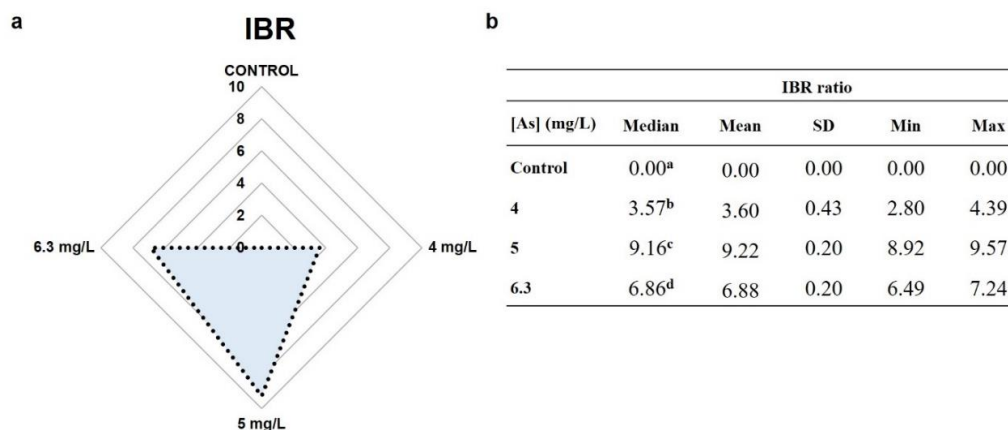 a
IBR
CONTROL
10
8
6
4
2
0
6.3 mg/L
4 mg/L
5 mg/L
b
IBR ratio
[As] (mg/L) Median Mean SD Min Max
Control 0.00ᵃ 0.00 0.00 0.00 0.00
4 3.57ᵇ 3.60 0.43 2.80 4.39
5 9.16ᶜ 9.22 0.20 8.92 9.57
6.3 6.86ᵈ 6.88 0.20 6.49 7.24